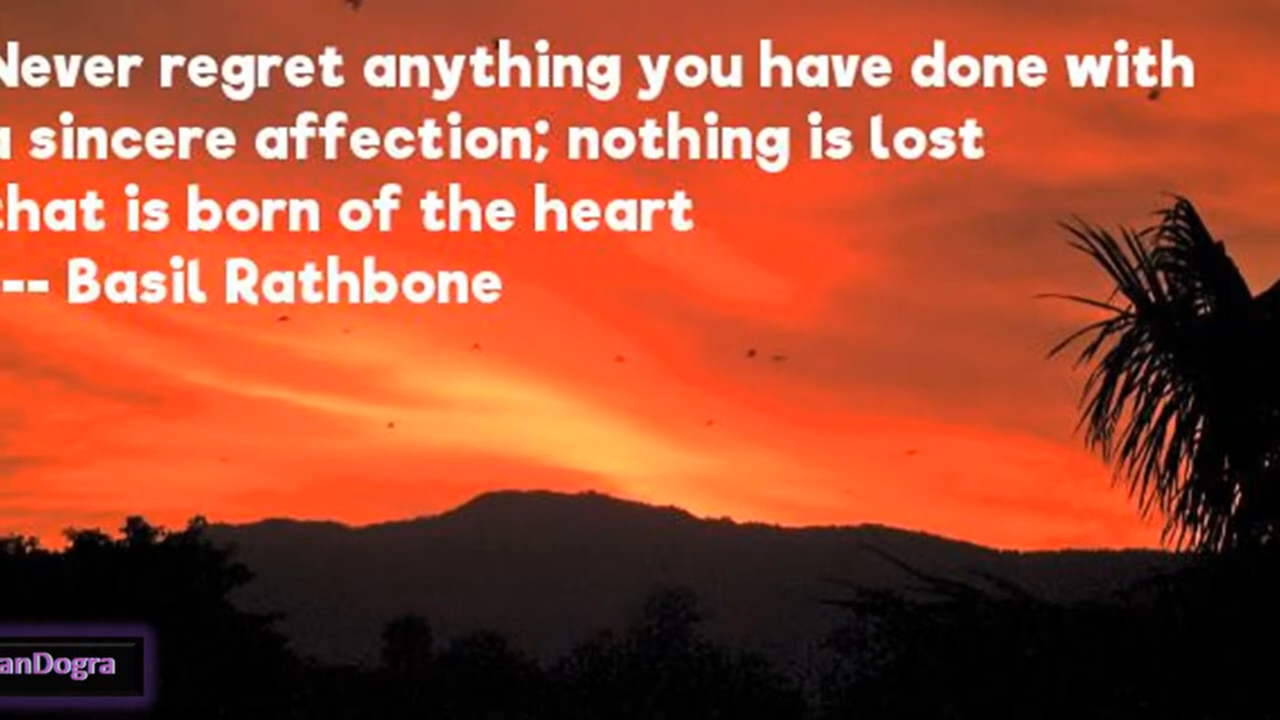 Never regret anything you have done with
a sincere affection; nothing is lost
that is born of the heart
-- Basil Rathbone
anDogra